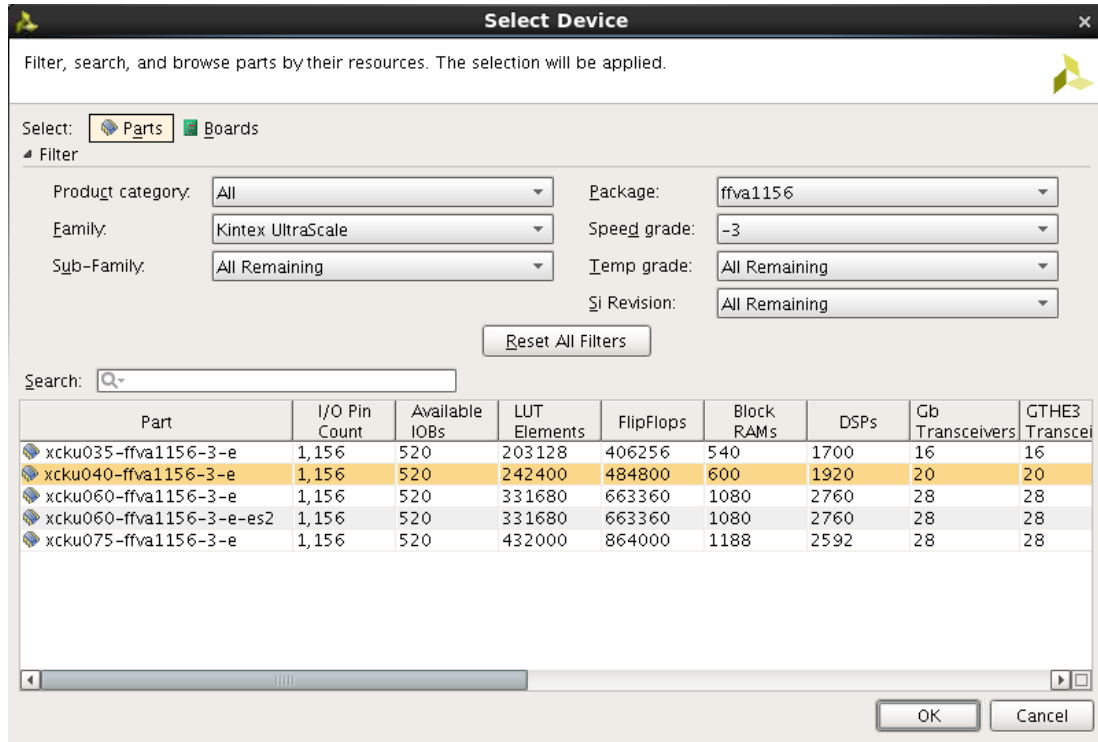 Select Device
Filter, search, and browse parts by their resources. The selection will be applied.
Select: Parts Boards
Filter
Product category: All Package: ffva1156
Family: Kintex UltraScale Speed grade: -3
Sub-Family: All Remaining Temp grade: All Remaining
Si Revision: All Remaining
Reset All Filters
Search:
Part I/O Pin Count Available IOBs LUT Elements FlipFlops Block RAMs DSPs Gb Transceivers GTHE3 Transcei
xcku035-ffva1156-3-e 1,156 520 203128 406256 540 1700 16 16
xcku040-ffva1156-3-e 1,156 520 242400 484800 600 1920 20 20
xcku060-ffva1156-3-e 1,156 520 331680 663360 1080 2760 28 28
xcku060-ffva1156-3-e-es2 1,156 520 331680 663360 1080 2760 28 28
xcku075-ffva1156-3-e 1,156 520 432000 864000 1188 2592 28 28
OK Cancel